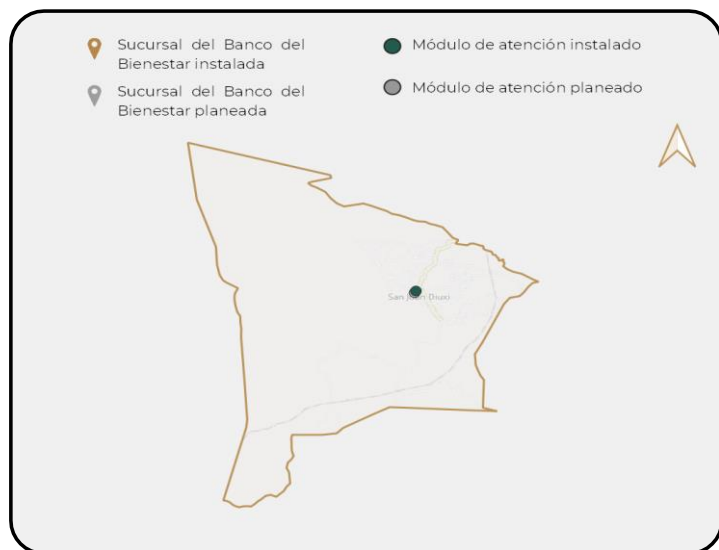 Sucursal del Banco del
Bienestar instalada
Sucursal del Banco del
Bienestar planeada
Módulo de atención instalado
Módulo de atención planeado
San Juan Diuxi